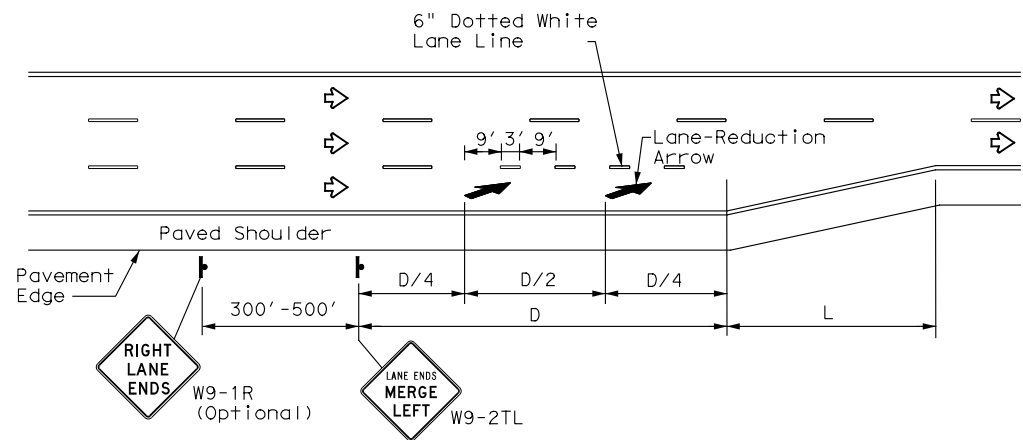 6" Dotted White
Lane Line
9' 3' 9'
Lane-Reduction
Arrow
Paved Shoulder
Pavement
Edge
D/4
D/2
D/4
300'-500'
D
L
RIGHT
LANE
ENDS
W9-1R
(Optional)
LANE ENDS
MERGE
LEFT
W9-2TL